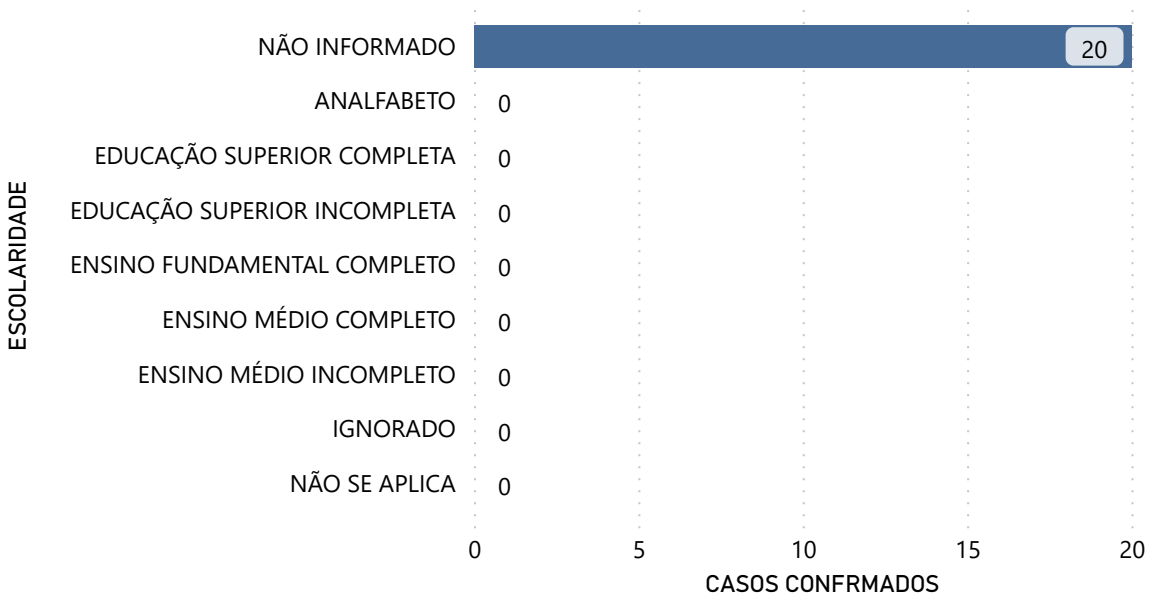 ESCOLARIDADE
NÃO INFORMADO 20
ANALFABETO 0
EDUCAÇÃO SUPERIOR COMPLETA 0
EDUCAÇÃO SUPERIOR INCOMPLETA 0
ENSINO FUNDAMENTAL COMPLETO 0
ENSINO MÉDIO COMPLETO 0
ENSINO MÉDIO INCOMPLETO 0
IGNORADO 0
NÃO SE APLICA 0
0 5 10 15 20
CASOS CONFRMADOS